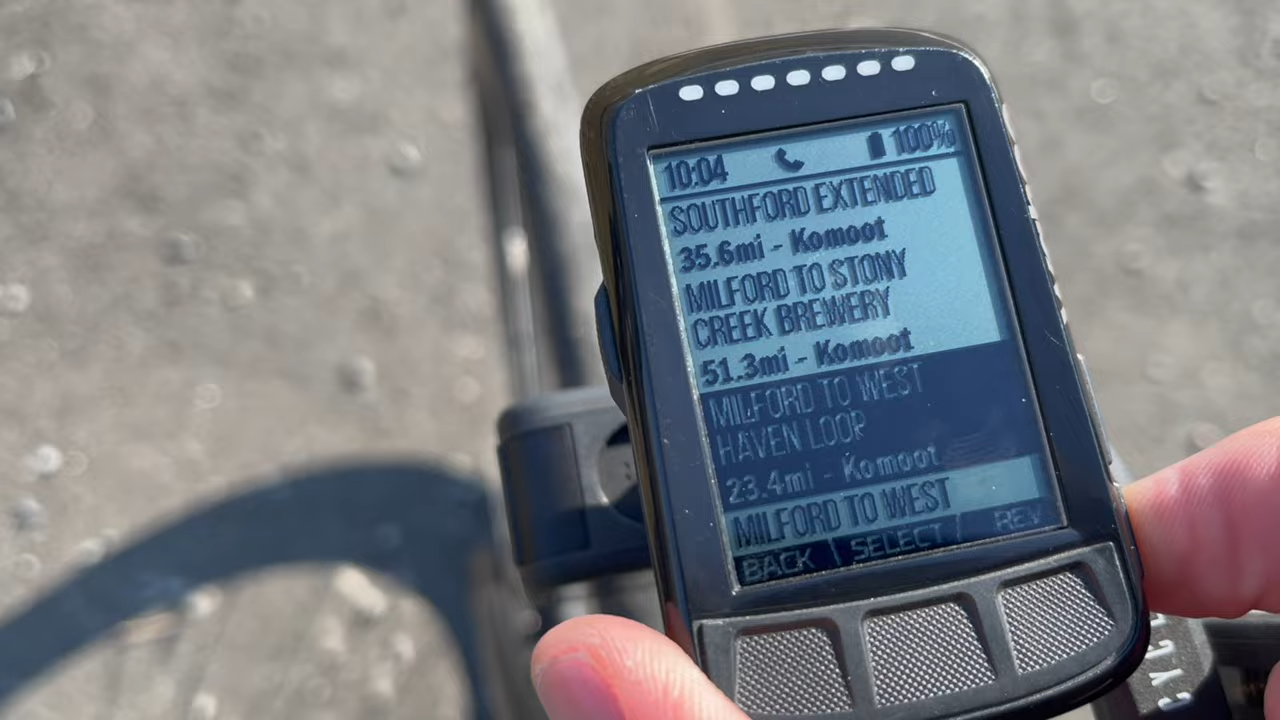 10:04 100%
SOUTHFORD EXTENDED
35.6mi - Komoot
MILFORD TO STONY
CREEK BREWERY
51.3mi - Komoot
MILFORD TO WEST
HAVEN LOOP
23.4mi - Komoot
MILFORD TO WEST
BACK | SELECT | REV